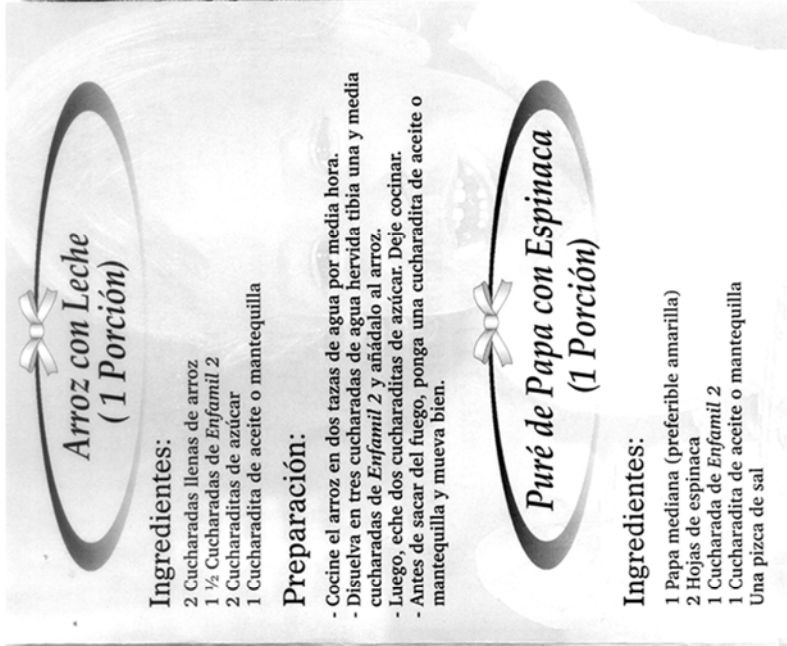 Arroz con Leche
( 1 Porción)
Ingredientes:
2 Cucharadas llenas de arroz
1 ½ Cucharadas de Enfamil 2
2 Cucharaditas de azúcar
1 Cucharadita de aceite o mantequilla
Preparación:
- Cocine el arroz en dos tazas de agua por media hora.
- Disuelva en tres cucharadas de agua hervida tibia una y media
cucharadas de Enfamil 2 y añádalo al arroz.
- Luego, eche dos cucharaditas de azúcar. Deje cocinar.
- Antes de sacar del fuego, ponga una cucharadita de aceite o
mantequilla y mueva bien.
Puré de Papa con Espinaca
(1 Porción)
Ingredientes:
1 Papa mediana (preferible amarilla)
2 Hojas de espinaca
1 Cucharada de Enfamil 2
1 Cucharadita de aceite o mantequilla
Una pizca de sal